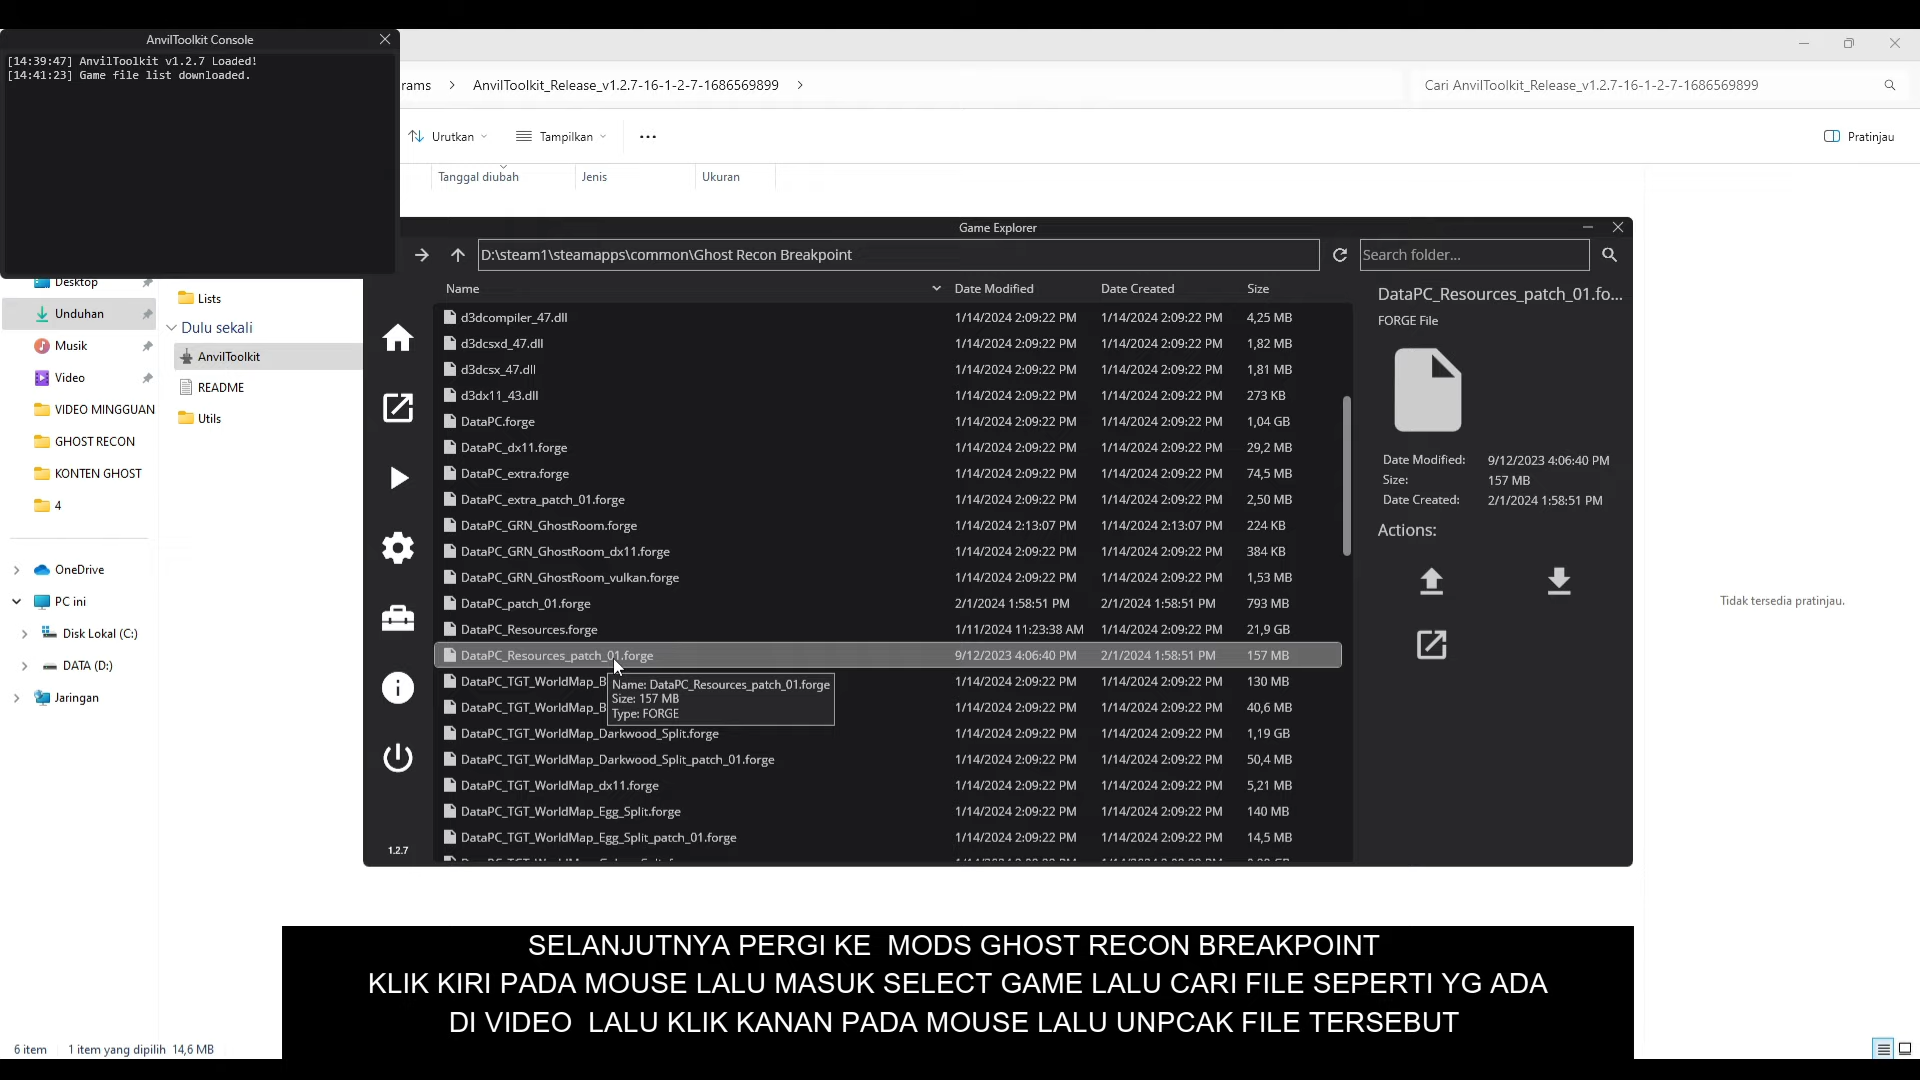 AnvilToolkit Console
[14:39:47] AnvilToolkit v1.2.7 Loaded!
[14:41:23] Game file list downloaded.
rams > AnvilToolkit_Release_v1.2.7-16-1-2-7-1686569899 >
Cari AnvilToolkit_Release_v1.2.7-16-1-2-7-1686569899
Urutkan
Tampilkan
Pratinjau
Tanggal diubah
Jenis
Ukuran
Desktop
Unduhan
Musik
Video
VIDEO MINGGUAN
GHOST RECON
KONTEN GHOST
4
OneDrive
PC ini
Disk Lokal (C:)
DATA (D:)
Jaringan
Lists
Dulu sekali
AnvilToolkit
README
Utils
Game Explorer
D:\steam1\steamapps\common\Ghost Recon Breakpoint
Search folder...
Name Date Modified Date Created Size
d3dcompiler_47.dll 1/14/2024 2:09:22 PM 1/14/2024 2:09:22 PM 4,25 MB
d3dcsxd_47.dll 1/14/2024 2:09:22 PM 1/14/2024 2:09:22 PM 1,82 MB
d3dcsx_47.dll 1/14/2024 2:09:22 PM 1/14/2024 2:09:22 PM 1,81 MB
d3dx11_43.dll 1/14/2024 2:09:22 PM 1/14/2024 2:09:22 PM 273 KB
DataPC.forge 1/14/2024 2:09:22 PM 1/14/2024 2:09:22 PM 1,04 GB
DataPC_dx11.forge 1/14/2024 2:09:22 PM 1/14/2024 2:09:22 PM 29,2 MB
DataPC_extra.forge 1/14/2024 2:09:22 PM 1/14/2024 2:09:22 PM 74,5 MB
DataPC_extra_patch_01.forge 1/14/2024 2:09:22 PM 1/14/2024 2:09:22 PM 2,50 MB
DataPC_GRN_GhostRoom.forge 1/14/2024 2:13:07 PM 1/14/2024 2:13:07 PM 224 KB
DataPC_GRN_GhostRoom_dx11.forge 1/14/2024 2:09:22 PM 1/14/2024 2:09:22 PM 384 KB
DataPC_GRN_GhostRoom_vulkan.forge 1/14/2024 2:09:22 PM 1/14/2024 2:09:22 PM 1,53 MB
DataPC_patch_01.forge 2/1/2024 1:58:51 PM 2/1/2024 1:58:51 PM 793 MB
DataPC_Resources.forge 1/11/2024 11:23:38 AM 1/14/2024 2:09:22 PM 21,9 GB
DataPC_Resources_patch_01.forge 9/12/2023 4:06:40 PM 2/1/2024 1:58:51 PM 157 MB
DataPC_TGT_WorldMap_B 1/14/2024 2:09:22 PM 1/14/2024 2:09:22 PM 130 MB
DataPC_TGT_WorldMap_B 1/14/2024 2:09:22 PM 1/14/2024 2:09:22 PM 40,6 MB
DataPC_TGT_WorldMap_Darkwood_Split.forge 1/14/2024 2:09:22 PM 1/14/2024 2:09:22 PM 1,19 GB
DataPC_TGT_WorldMap_Darkwood_Split_patch_01.forge 1/14/2024 2:09:22 PM 1/14/2024 2:09:22 PM 50,4 MB
DataPC_TGT_WorldMap_dx11.forge 1/14/2024 2:09:22 PM 1/14/2024 2:09:22 PM 5,21 MB
DataPC_TGT_WorldMap_Egg_Split.forge 1/14/2024 2:09:22 PM 1/14/2024 2:09:22 PM 140 MB
DataPC_TGT_WorldMap_Egg_Split_patch_01.forge 1/14/2024 2:09:22 PM 1/14/2024 2:09:22 PM 14,5 MB
Name: DataPC_Resources_patch_01.forge
Size: 157 MB
Type: FORGE
1.2.7
DataPC_Resources_patch_01.fo...
FORGE File
Date Modified: 9/12/2023 4:06:40 PM
Size: 157 MB
Date Created: 2/1/2024 1:58:51 PM
Actions:
Tidak tersedia pratinjau.
SELANJUTNYA PERGI KE MODS GHOST RECON BREAKPOINT
KLIK KIRI PADA MOUSE LALU MASUK SELECT GAME LALU CARI FILE SEPERTI YG ADA
DI VIDEO LALU KLIK KANAN PADA MOUSE LALU UNPCAK FILE TERSEBUT
6 item 1 item yang dipilih 14,6 MB